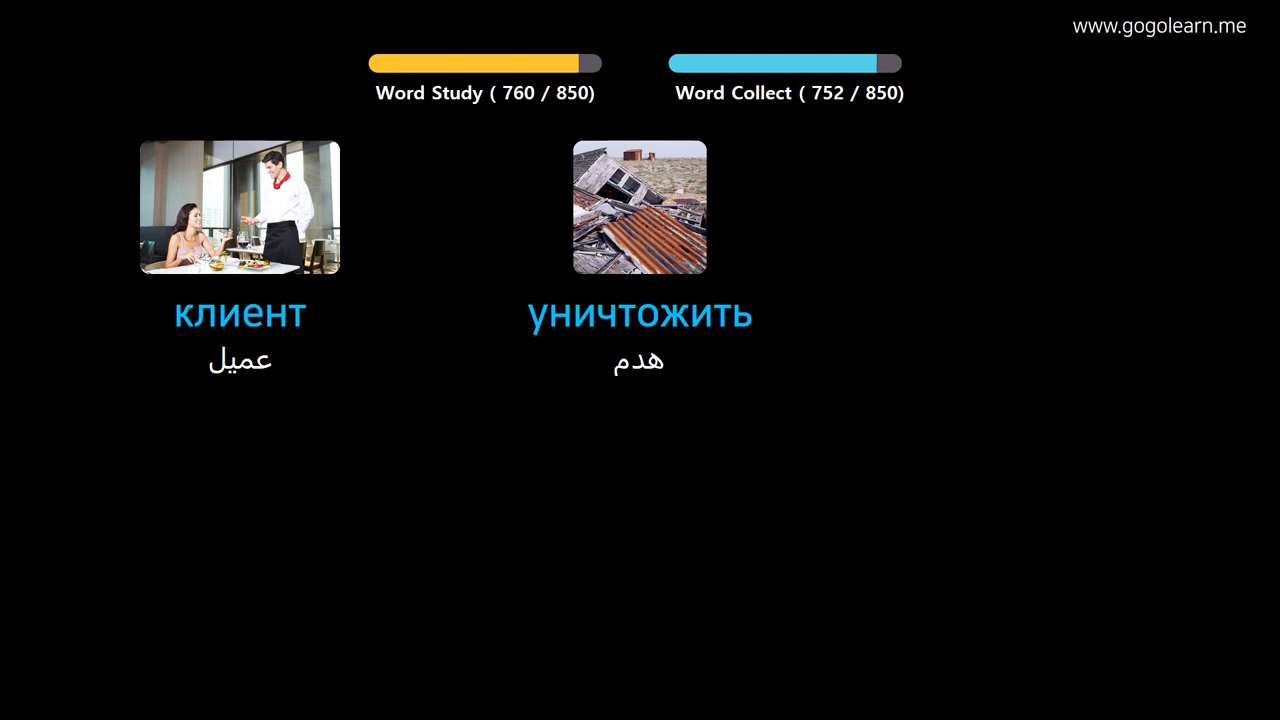 www.gogolearn.me
Word Study ( 760 / 850)
Word Collect ( 752 / 850)
клиент
عميل
уничтожить
هدم